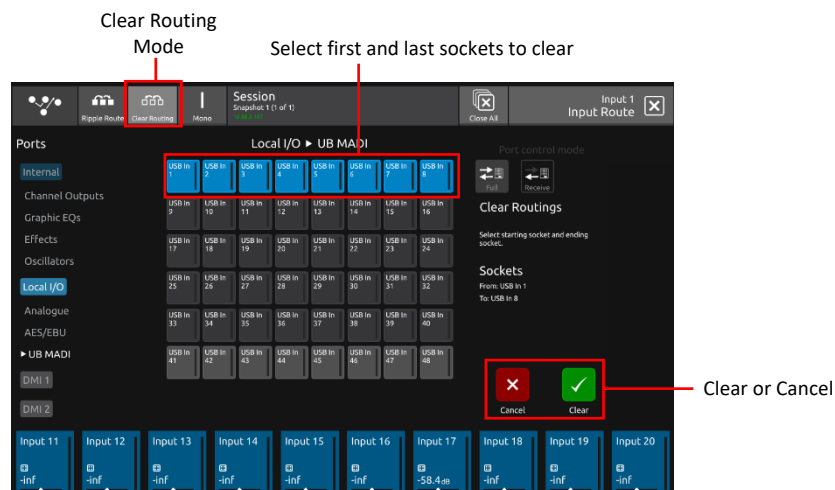 Clear Routing
Mode
Select first and last sockets to clear
Ripple Route
Clear Routing
Mono
Session
Snapshot 1 (1 of 1)
Close All
Input 1
Input Route
Ports
Local I/O ▸ UB MADI
Port control mode
Internal
Channel Outputs
Graphic EQs
Effects
Oscillators
Local I/O
Analogue
AES/EBU
▸ UB MADI
DMI 1
DMI 2
USB In 1 USB In 2 USB In 3 USB In 4 USB In 5 USB In 6 USB In 7 USB In 8
USB In 9 USB In 10 USB In 11 USB In 12 USB In 13 USB In 14 USB In 15 USB In 16
USB In 17 USB In 18 USB In 19 USB In 20 USB In 21 USB In 22 USB In 23 USB In 24
USB In 25 USB In 26 USB In 27 USB In 28 USB In 29 USB In 30 USB In 31 USB In 32
USB In 33 USB In 34 USB In 35 USB In 36 USB In 37 USB In 38 USB In 39 USB In 40
USB In 41 USB In 42 USB In 43 USB In 44 USB In 45 USB In 46 USB In 47 USB In 48
Full
Receive
Clear Routings
Select starting socket and ending
socket.
Sockets
From: USB In 1
To: USB In 8
Cancel
Clear
Clear or Cancel
Input 11 Input 12 Input 13 Input 14 Input 15 Input 16 Input 17 Input 18 Input 19 Input 20
-inf -inf -inf -inf -inf -inf -58.4dB -inf -inf -inf